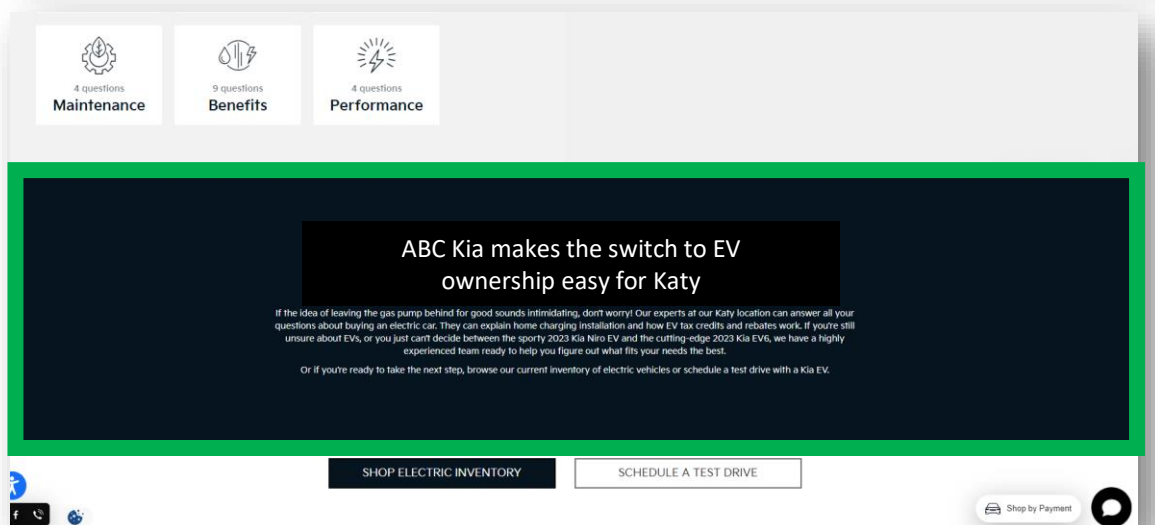 4 questions
Maintenance
9 questions
Benefits
4 questions
Performance
ABC Kia makes the switch to EV
ownership easy for Katy
If the idea of leaving the gas pump behind for good sounds intimidating, don't worry! Our experts at our Katy location can answer all your
questions about buying an electric car. They can explain home charging installation and how EV tax credits and rebates work. If you're still
unsure about EVs, or you just can't decide between the sporty 2023 Kia Niro EV and the cutting-edge 2023 Kia EV6, we have a highly
experienced team ready to help you figure out what fits your needs the best.
Or if you're ready to take the next step, browse our current inventory of electric vehicles or schedule a test drive with a Kia EV.
SHOP ELECTRIC INVENTORY
SCHEDULE A TEST DRIVE
Shop by Payment